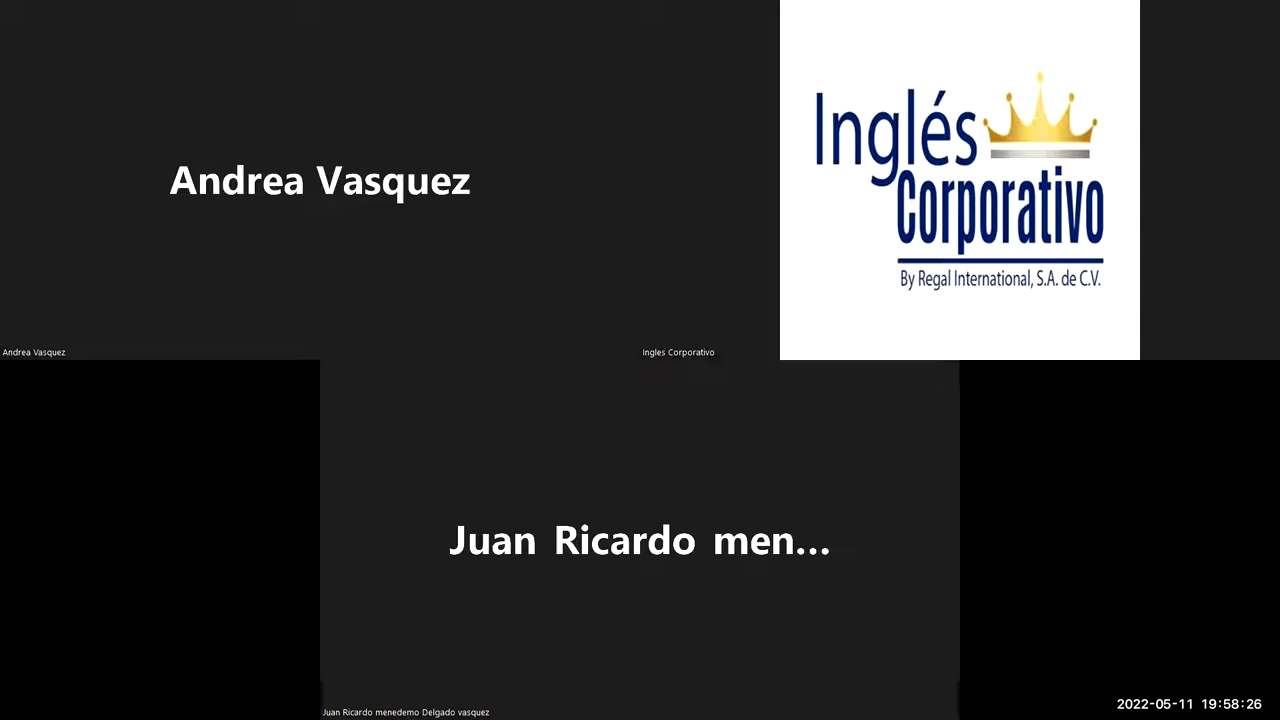 Andrea Vasquez
Inglés
Corporativo
By Regal International, S.A. de C.V.
Andrea Vasquez
Ingles Corporativo
Juan Ricardo men...
Juan Ricardo menedemo Delgado vasquez
2022-05-11 19:58:26